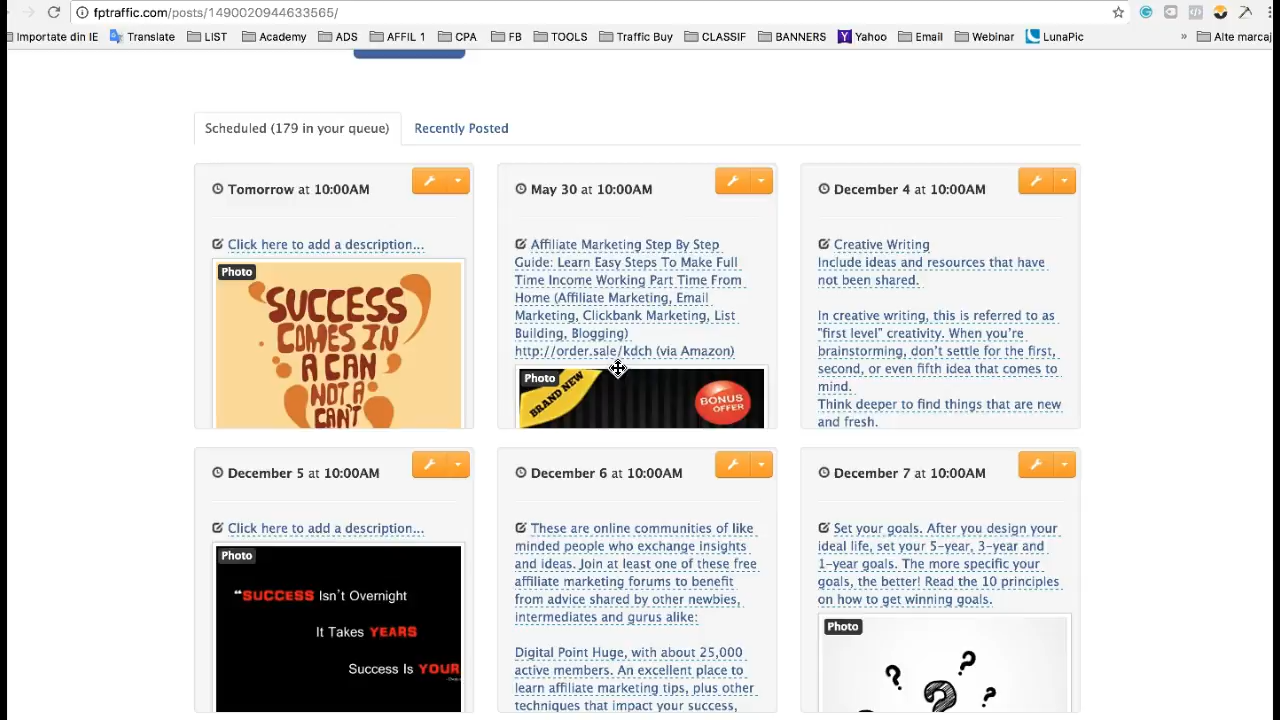 fptraffic.com/posts/1490020944633565/
Importate din IE Translate LIST Academy ADS AFFIL 1 CPA FB TOOLS Traffic Buy CLASSIF BANNERS Yahoo Email Webinar LunaPic » Alte marcaj
Scheduled (179 in your queue) Recently Posted
Tomorrow at 10:00AM
Click here to add a description...
Photo
SUCCESS
COMES IN
A CAN
NOT A
CAN'T
May 30 at 10:00AM
Affiliate Marketing Step By Step
Guide: Learn Easy Steps To Make Full
Time Income Working Part Time From
Home (Affiliate Marketing, Email
Marketing, Clickbank Marketing, List
Building, Blogging)
http://order.sale/kdch (via Amazon)
Photo
BRAND NEW
BONUS
OFFER
December 4 at 10:00AM
Creative Writing
Include ideas and resources that have
not been shared.
In creative writing, this is referred to as
"first level" creativity. When you're
brainstorming, don't settle for the first,
second, or even fifth idea that comes to
mind.
Think deeper to find things that are new
and fresh.
December 5 at 10:00AM
Click here to add a description...
Photo
"SUCCESS Isn't Overnight
It Takes YEARS
Success Is YOUR
December 6 at 10:00AM
These are online communities of like
minded people who exchange insights
and ideas. Join at least one of these free
affiliate marketing forums to benefit
from advice shared by other newbies,
intermediates and gurus alike:
Digital Point Huge, with about 25,000
active members. An excellent place to
learn affiliate marketing tips, plus other
techniques that impact your success,
December 7 at 10:00AM
Set your goals. After you design your
ideal life, set your 5-year, 3-year and
1-year goals. The more specific your
goals, the better! Read the 10 principles
on how to get winning goals.
Photo
? ? ? ?